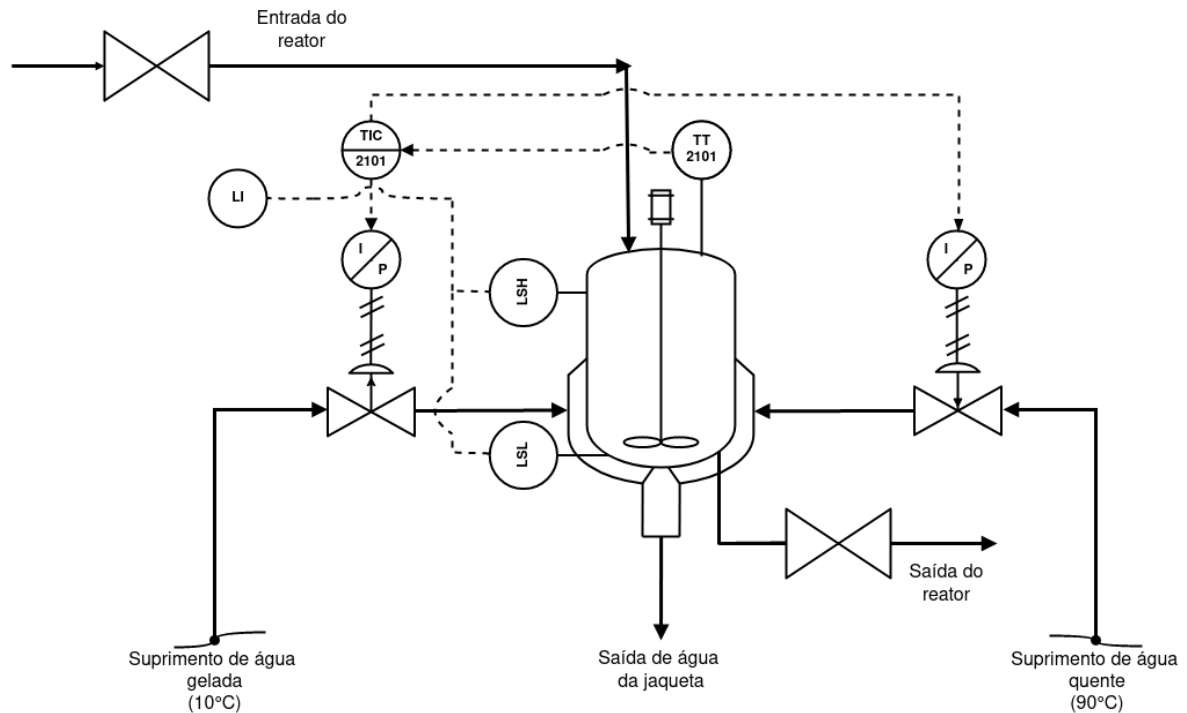 Entrada do
reator
TIC
2101
TT
2101
LI
I
P
I
P
LSH
LSL
Saída do
reator
Suprimento de água
gelada
(10°C)
Saída de água
da jaqueta
Suprimento de água
quente
(90°C)